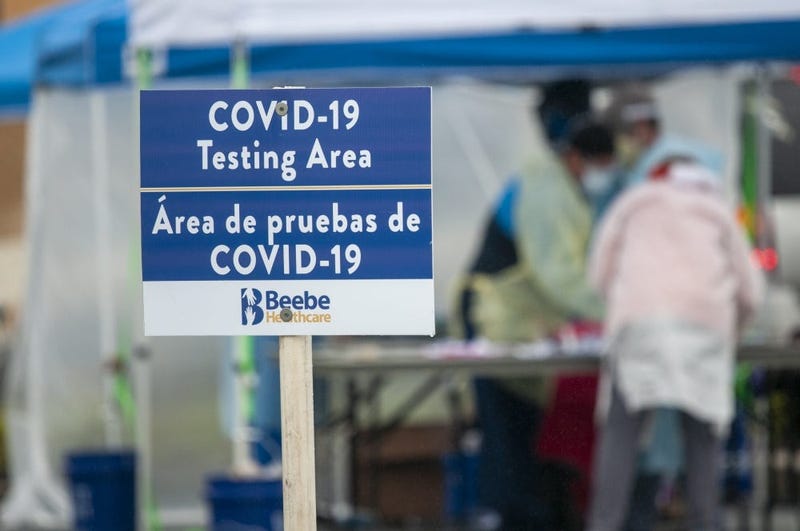 COVID-19
Testing Area
Área de pruebas de
COVID-19
Beebe
Healthcare